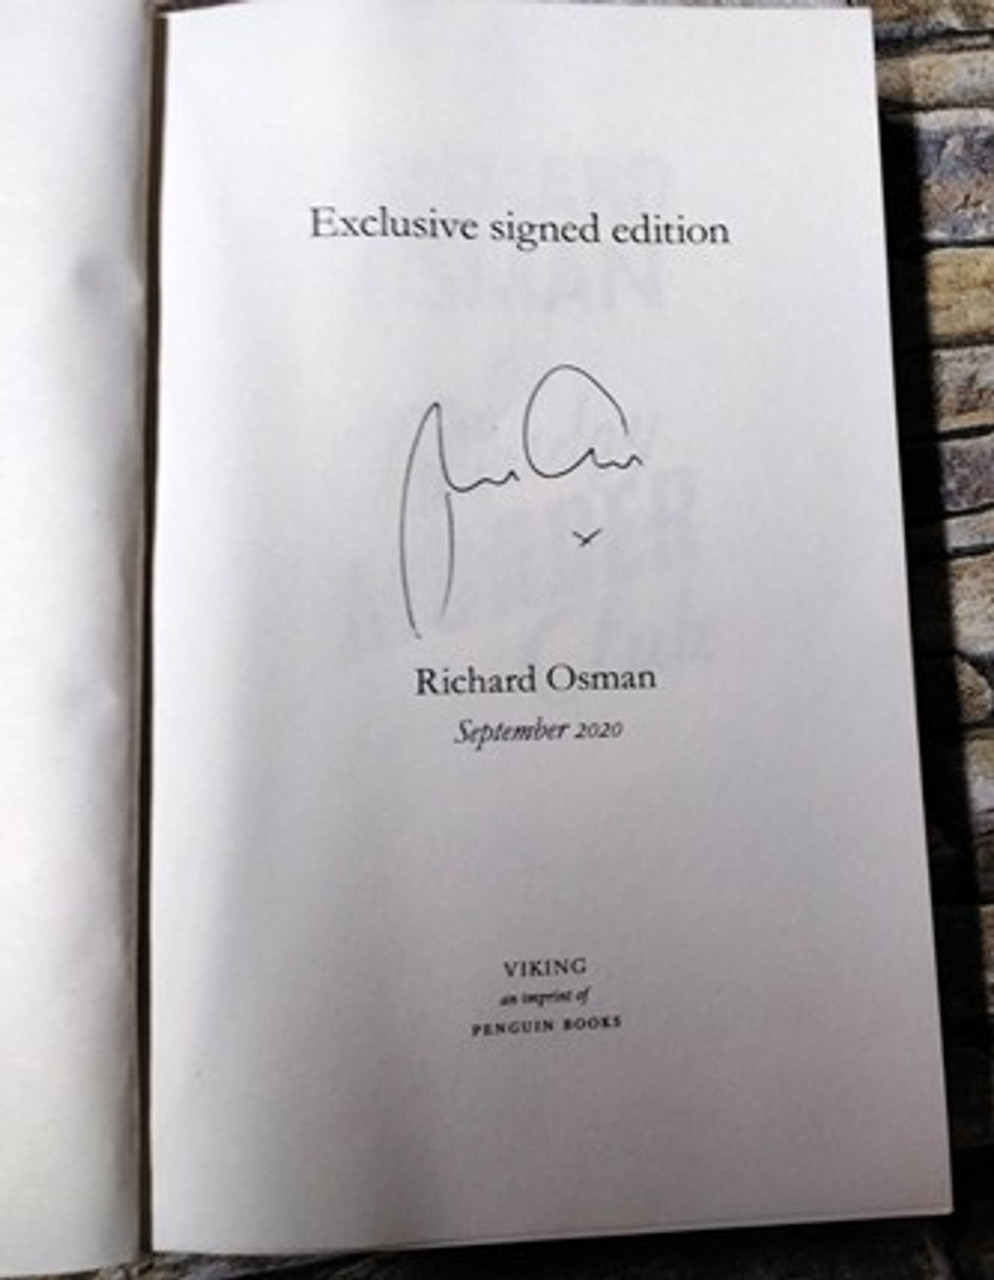 Exclusive signed edition
Richard Osman
September 2020
VIKING
an imprint of
PENGUIN BOOKS